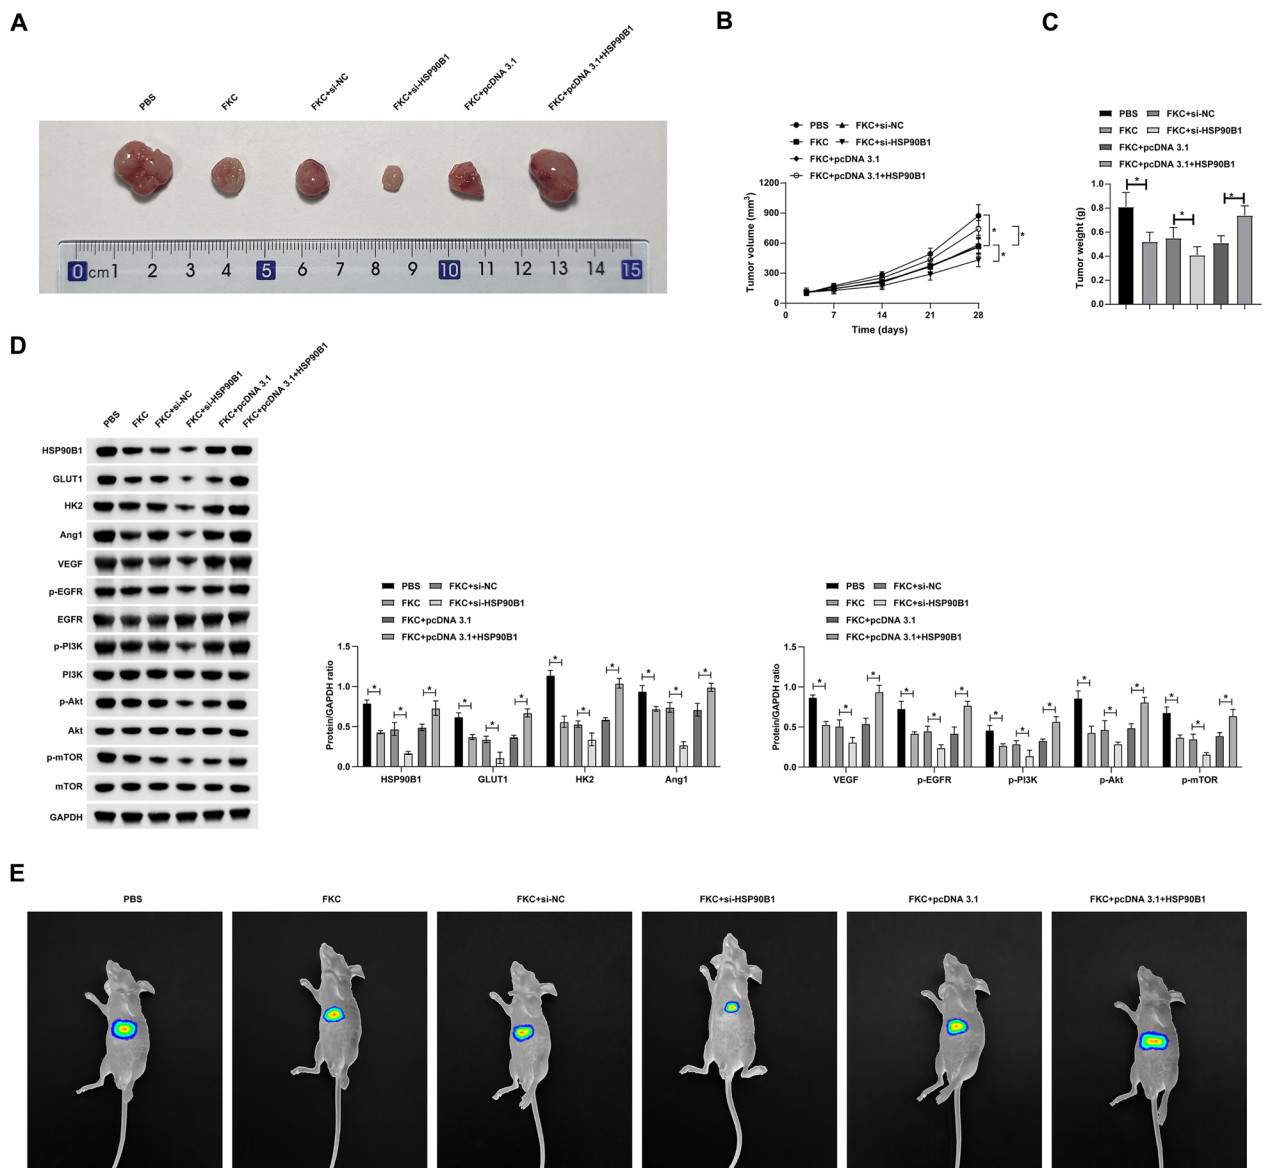 A
PBS
FKC
FKC+si-NC
FKC+si-HSP90B1
FKC+pcDNA 3.1
FKC+pcDNA 3.1+HSP90B1
0 cm 1 2 3 4 5 6 7 8 9 10 11 12 13 14 15
B
PBS FKC+si-NC
FKC FKC+si-HSP90B1
FKC+pcDNA 3.1
FKC+pcDNA 3.1+HSP90B1
Tumor volume (mm³)
1200
900
600
300
0
0 7 14 21 28
Time (days)
* * *
C
PBS FKC+si-NC
FKC FKC+si-HSP90B1
FKC+pcDNA 3.1
FKC+pcDNA 3.1+HSP90B1
Tumor weight (g)
1.0
0.8
0.6
0.4
0.2
0.0
* * *
D
PBS
FKC
FKC+si-NC
FKC+si-HSP90B1
FKC+pcDNA 3.1
FKC+pcDNA 3.1+HSP90B1
HSP90B1
GLUT1
HK2
Ang1
VEGF
p-EGFR
EGFR
p-PI3K
PI3K
p-Akt
Akt
p-mTOR
mTOR
GAPDH
PBS FKC+si-NC
FKC FKC+si-HSP90B1
FKC+pcDNA 3.1
FKC+pcDNA 3.1+HSP90B1
Protein/GAPDH ratio
1.5
1.0
0.5
0.0
* * * * * * * * * * * *
HSP90B1 GLUT1 HK2 Ang1
PBS FKC+si-NC
FKC FKC+si-HSP90B1
FKC+pcDNA 3.1
FKC+pcDNA 3.1+HSP90B1
Protein/GAPDH ratio
1.5
1.0
0.5
0.0
* * * * * * * * * * * * * * *
VEGF p-EGFR p-PI3K p-Akt p-mTOR
E
PBS FKC FKC+si-NC FKC+si-HSP90B1 FKC+pcDNA 3.1 FKC+pcDNA 3.1+HSP90B1